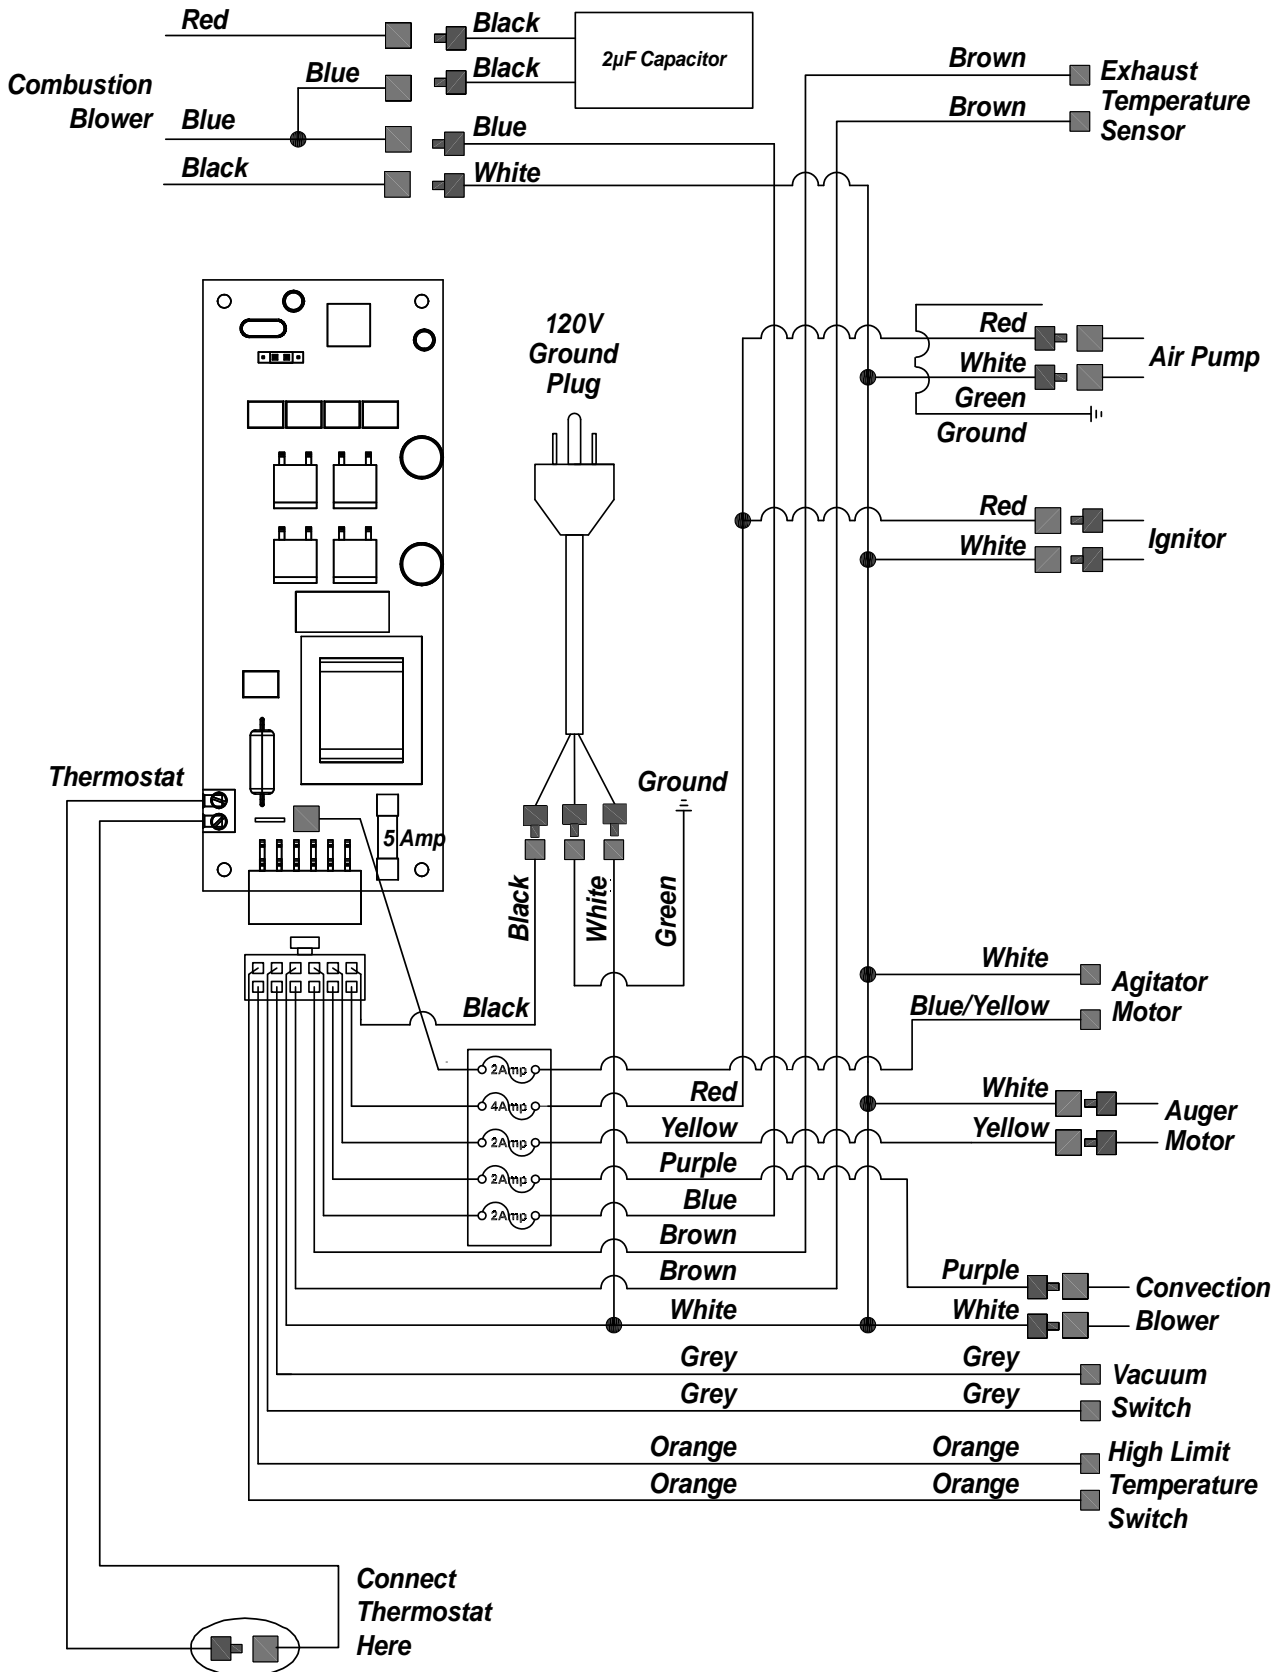 Red
Black
2µF Capacitor
Blue
Black
Combustion
Blower
Blue
Blue
Black
White
Brown
Exhaust
Temperature
Sensor
Brown
120V
Ground
Plug
Red
White
Green
Ground
Air Pump
Red
White
Ignitor
Thermostat
5 Amp
Ground
Black
White
Green
Black
White
Blue/Yellow
Agitator
Motor
2Amp
4Amp
2Amp
2Amp
2Amp
Red
Yellow
Purple
Blue
Brown
Brown
White
White
Yellow
Auger
Motor
Purple
White
Convection
Blower
Grey
Grey
Grey
Grey
Vacuum
Switch
Orange
Orange
Orange
Orange
High Limit
Temperature
Switch
Connect
Thermostat
Here